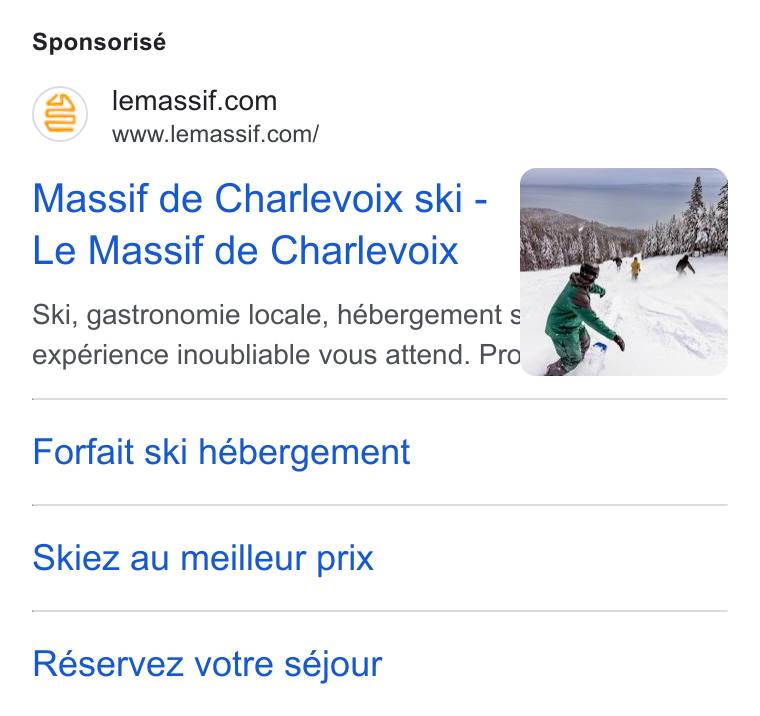 Sponsorisé
lemassif.com
www.lemassif.com/
Massif de Charlevoix ski -
Le Massif de Charlevoix
Ski, gastronomie locale, hébergement
expérience inoubliable vous attend.
Forfait ski hébergement
Skiez au meilleur prix
Réservez votre séjour